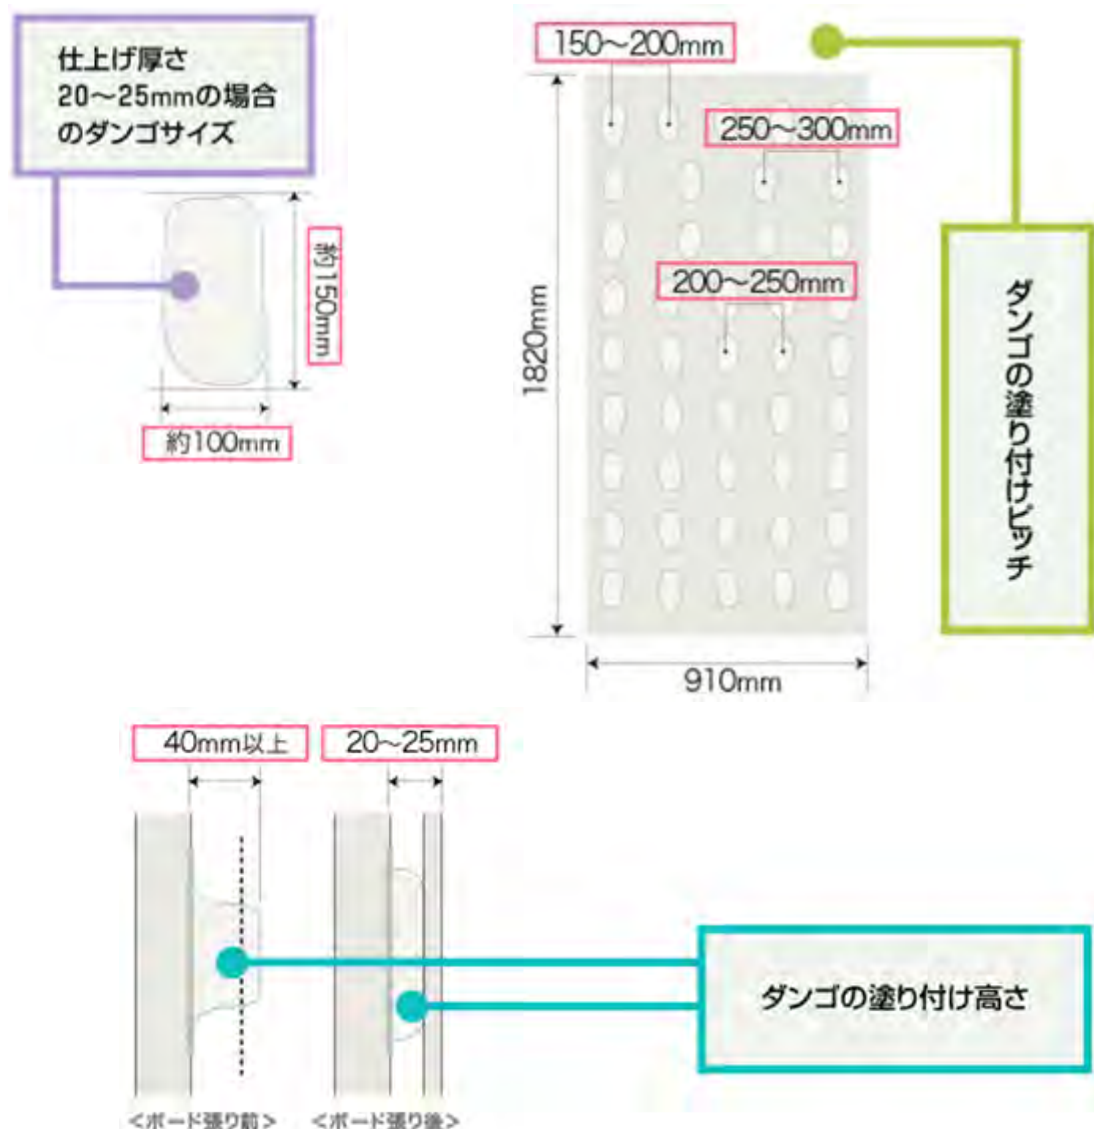 仕上げ厚さ
20〜25mmの場合
のダンゴサイズ
約150mm
約100mm
150〜200mm
250〜300mm
200〜250mm
1820mm
910mm
ダンゴの塗り付けピッチ
40mm以上
20〜25mm
ダンゴの塗り付け高さ
<ボード張り前>
<ボード張り後>